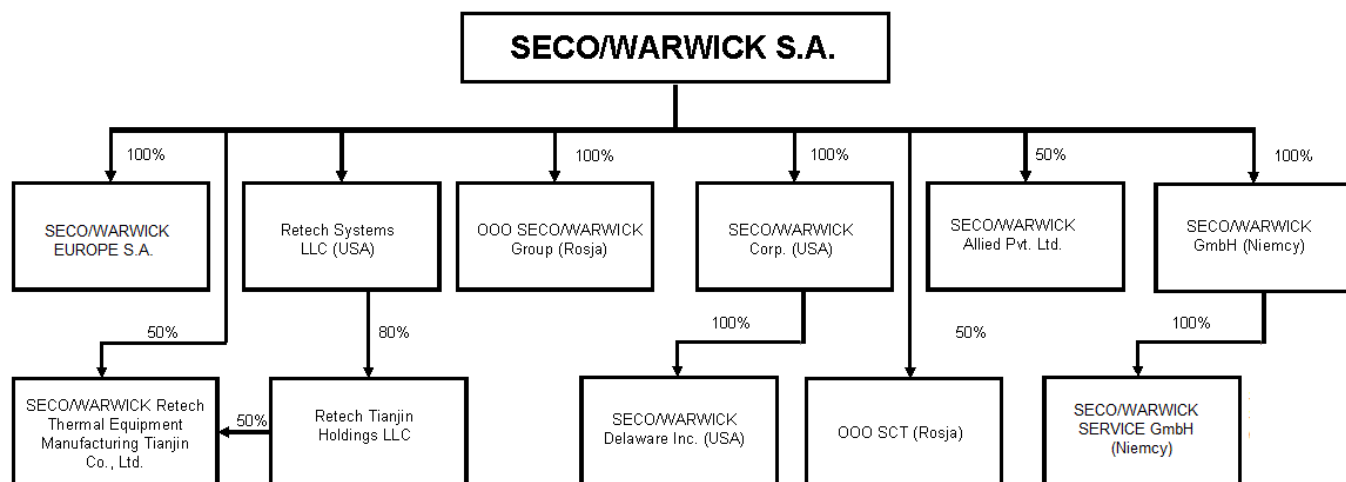 SECO/WARWICK S.A.
100%
100%
100%
50%
100%
SECO/WARWICK
EUROPE S.A.
Retech Systems
LLC (USA)
OOO SECO/WARWICK
Group (Rosja)
SECO/WARWICK
Corp. (USA)
SECO/WARWICK
Allied Pvt. Ltd.
SECO/WARWICK
GmbH (Niemcy)
50%
80%
100%
50%
100%
SECO/WARWICK Retech
Thermal Equipment
Manufacturing Tianjin
Co., Ltd.
50%
Retech Tianjin
Holdings LLC
SECO/WARWICK
Delaware Inc. (USA)
OOO SCT (Rosja)
SECO/WARWICK
SERVICE GmbH
(Niemcy)